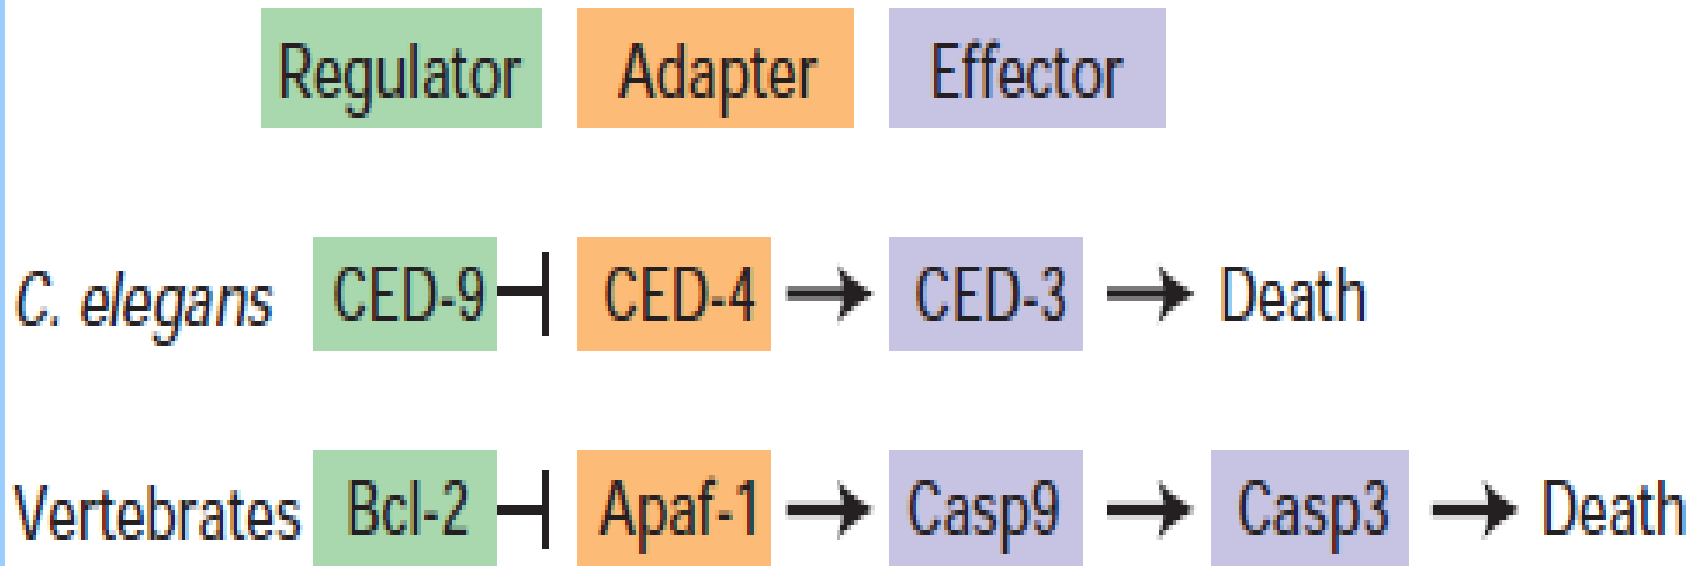 Regulator Adapter Effector
C. elegans CED-9 CED-4 CED-3 Death
Vertebrates Bcl-2 Apaf-1 Casp9 Casp3 Death